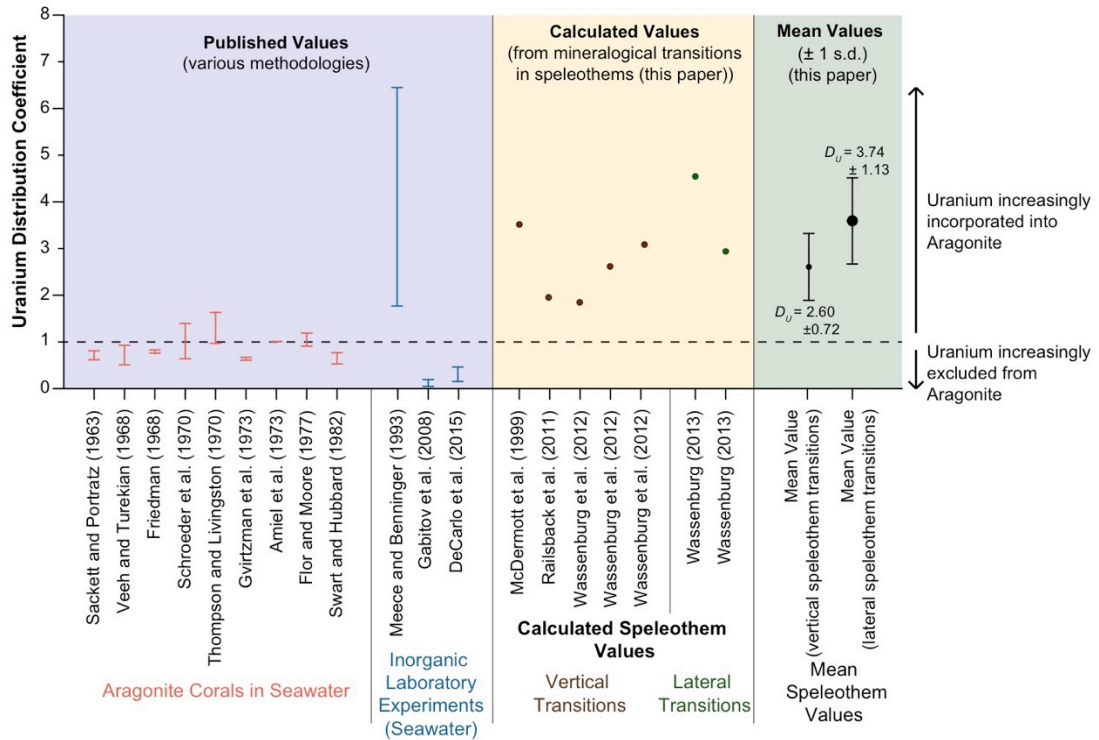 Uranium Distribution Coefficient
8
7
6
5
4
3
2
1
0
Published Values
(various methodologies)
Calculated Values
(from mineralogical transitions
in speleothems (this paper))
Mean Values
(± 1 s.d.)
(this paper)
D_U = 3.74
± 1.13
D_U = 2.60
±0.72
Uranium increasingly
incorporated into
Aragonite
Uranium increasingly
excluded from
Aragonite
Sackett and Portratz (1963)
Veeh and Turekian (1968)
Friedman (1968)
Schroeder et al. (1970)
Thompson and Livingston (1970)
Gvirtzman et al. (1973)
Amiel et al. (1973)
Flor and Moore (1977)
Swart and Hubbard (1982)
Meece and Benninger (1993)
Gabitov et al. (2008)
DeCarlo et al. (2015)
McDermott et al. (1999)
Railsback et al. (2011)
Wassenburg et al. (2012)
Wassenburg et al. (2012)
Wassenburg et al. (2012)
Wassenburg (2013)
Wassenburg (2013)
Mean Value
(vertical speleothem transitions)
Mean Value
(lateral speleothem transitions)
Aragonite Corals in Seawater
Inorganic
Laboratory
Experiments
(Seawater)
Calculated Speleothem
Values
Vertical
Transitions
Lateral
Transitions
Mean
Speleothem
Values